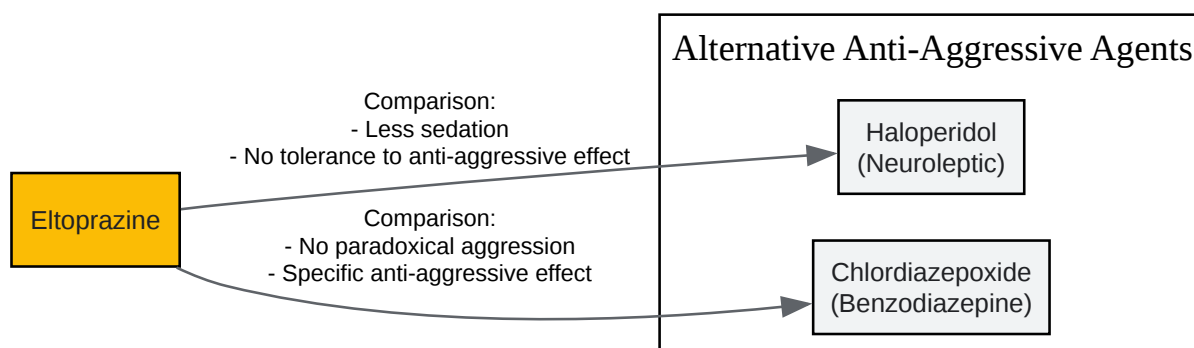 Alternative Anti-Aggressive Agents
Comparison:
- Less sedation
- No tolerance to anti-aggressive effect
Haloperidol
(Neuroleptic)
Eltoprazine
Comparison:
- No paradoxical aggression
- Specific anti-aggressive effect
Chlordiazepoxide
(Benzodiazepine)